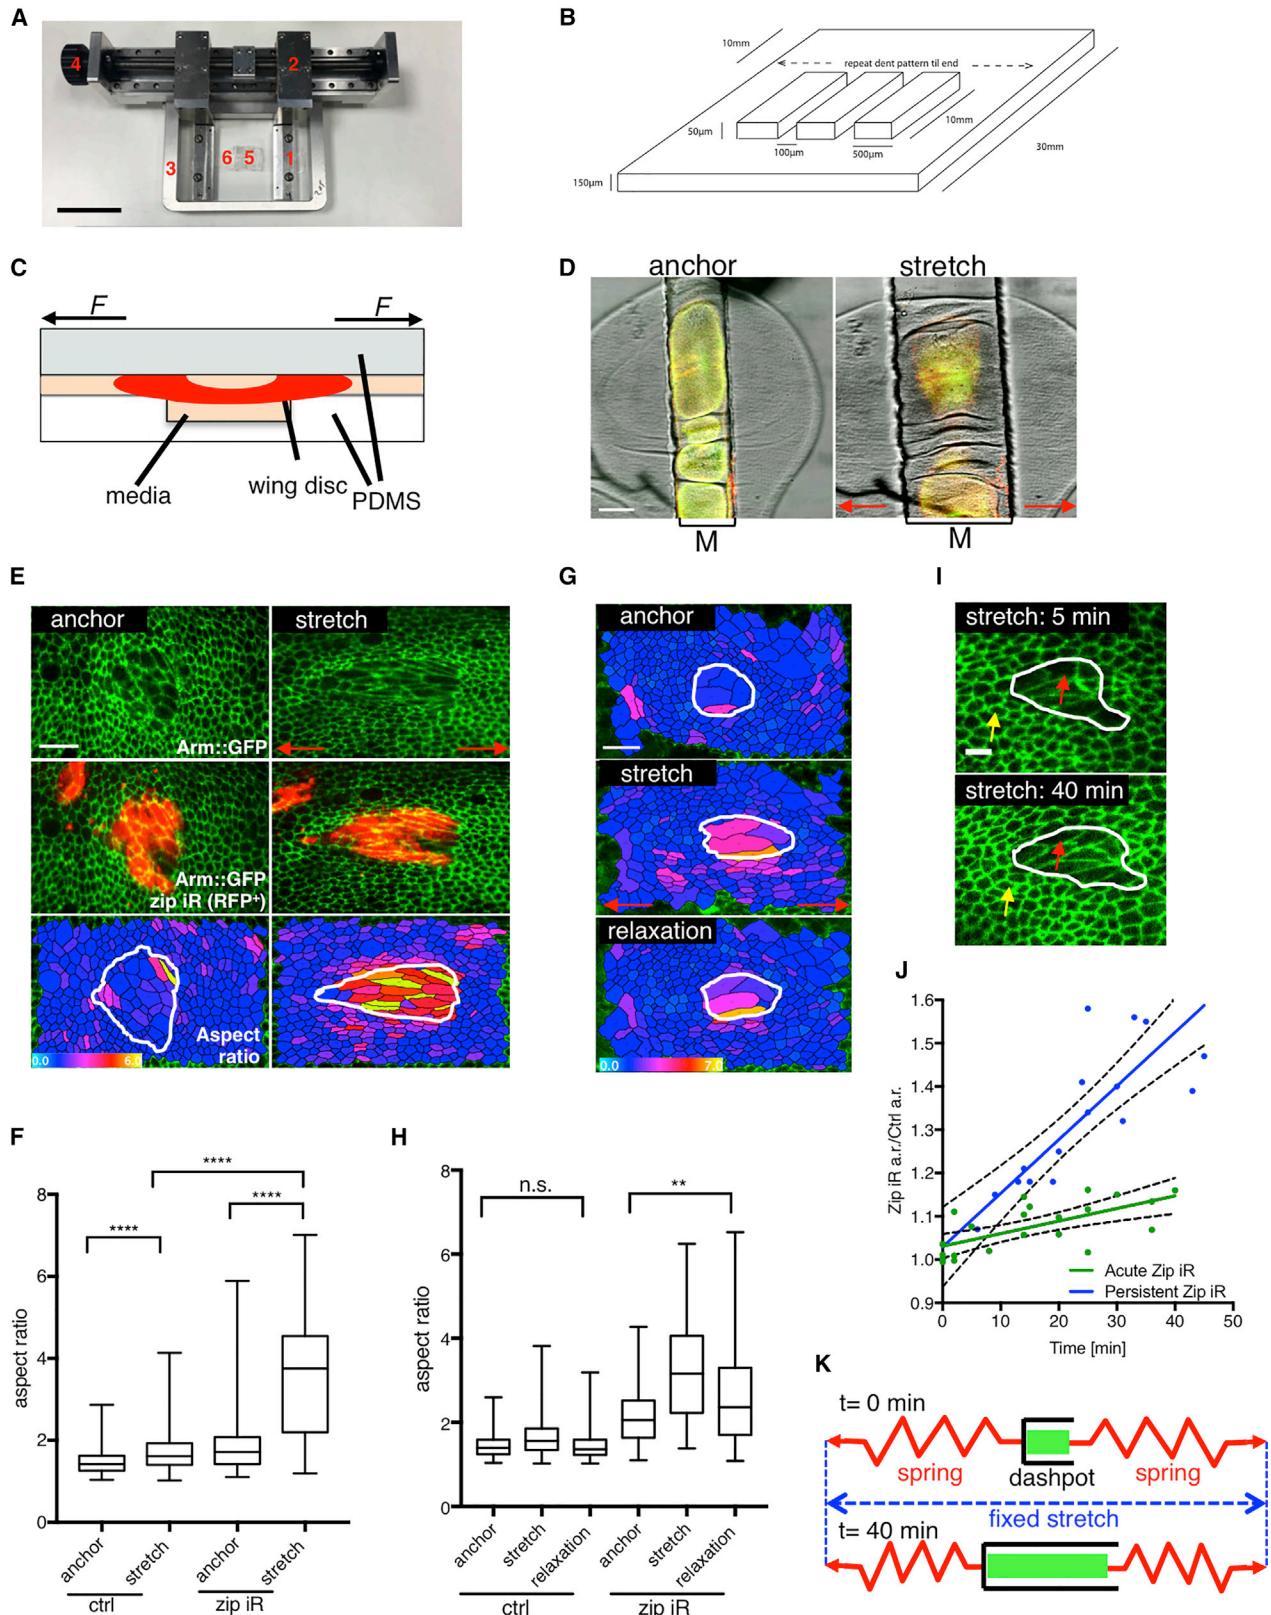 A
4
2
3
6 5
1
B
10mm
repeat dent pattern til end
50µm
100µm
500µm
10mm
30mm
150µm
C
F
F
media
wing disc
PDMS
D
anchor
stretch
M
M
E
anchor
stretch
Arm::GFP
Arm::GFP
zip iR (RFP+)
Aspect
ratio
0.0
6.0
G
anchor
stretch
relaxation
0.0
7.0
I
stretch: 5 min
stretch: 40 min
F
aspect ratio
8
6
4
2
0
****
****
****
anchor
stretch
anchor
stretch
ctrl
zip iR
H
aspect ratio
8
6
4
2
0
n.s.
**
anchor
stretch
relaxation
anchor
stretch
relaxation
ctrl
zip iR
J
Zip iR a.r./Ctrl a.r.
1.6
1.5
1.4
1.3
1.2
1.1
1.0
0.9
Acute Zip iR
Persistent Zip iR
0 10 20 30 40 50
Time [min]
K
t= 0 min
spring
dashpot
spring
fixed stretch
t= 40 min